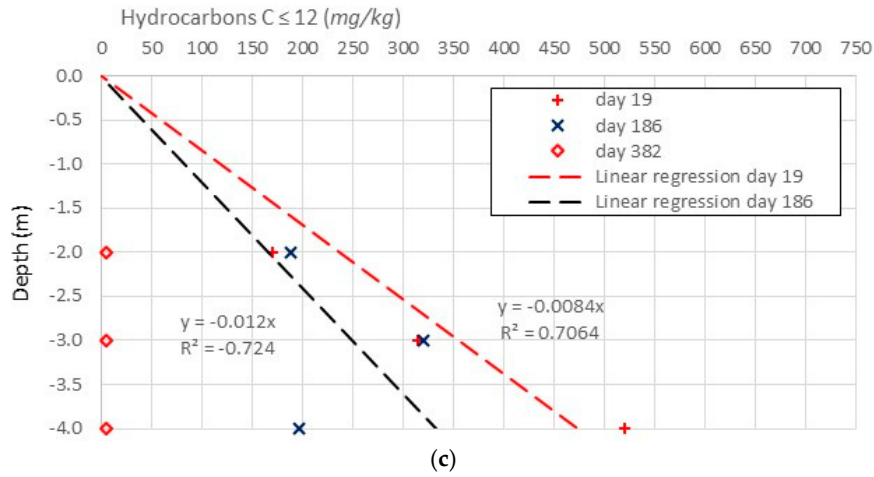 Hydrocarbons C ≤ 12 (mg/kg)
0 50 100 150 200 250 300 350 400 450 500 550 600 650 700 750
0.0
-0.5
-1.0
-1.5
-2.0
-2.5
-3.0
-3.5
-4.0
Depth (m)
day 19
day 186
day 382
Linear regression day 19
Linear regression day 186
y = -0.012x
R² = -0.724
y = -0.0084x
R² = 0.7064
(c)